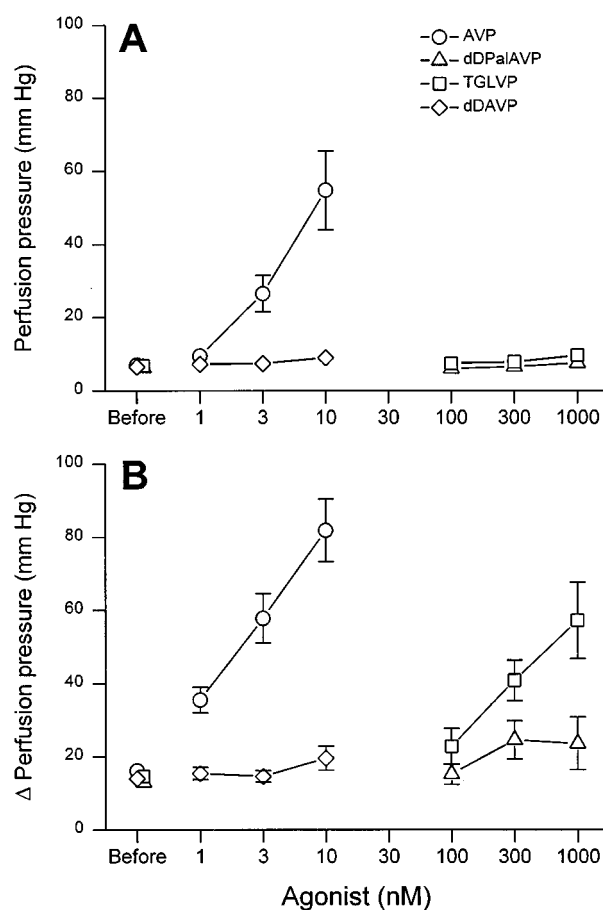 A
AVP
dDPalAVP
TGLVP
dDAVP
Perfusion pressure (mm Hg)
100
80
60
40
20
0
Before 1 3 10 30 100 300 1000
B
Δ Perfusion pressure (mm Hg)
100
80
60
40
20
0
Before 1 3 10 30 100 300 1000
Agonist (nM)